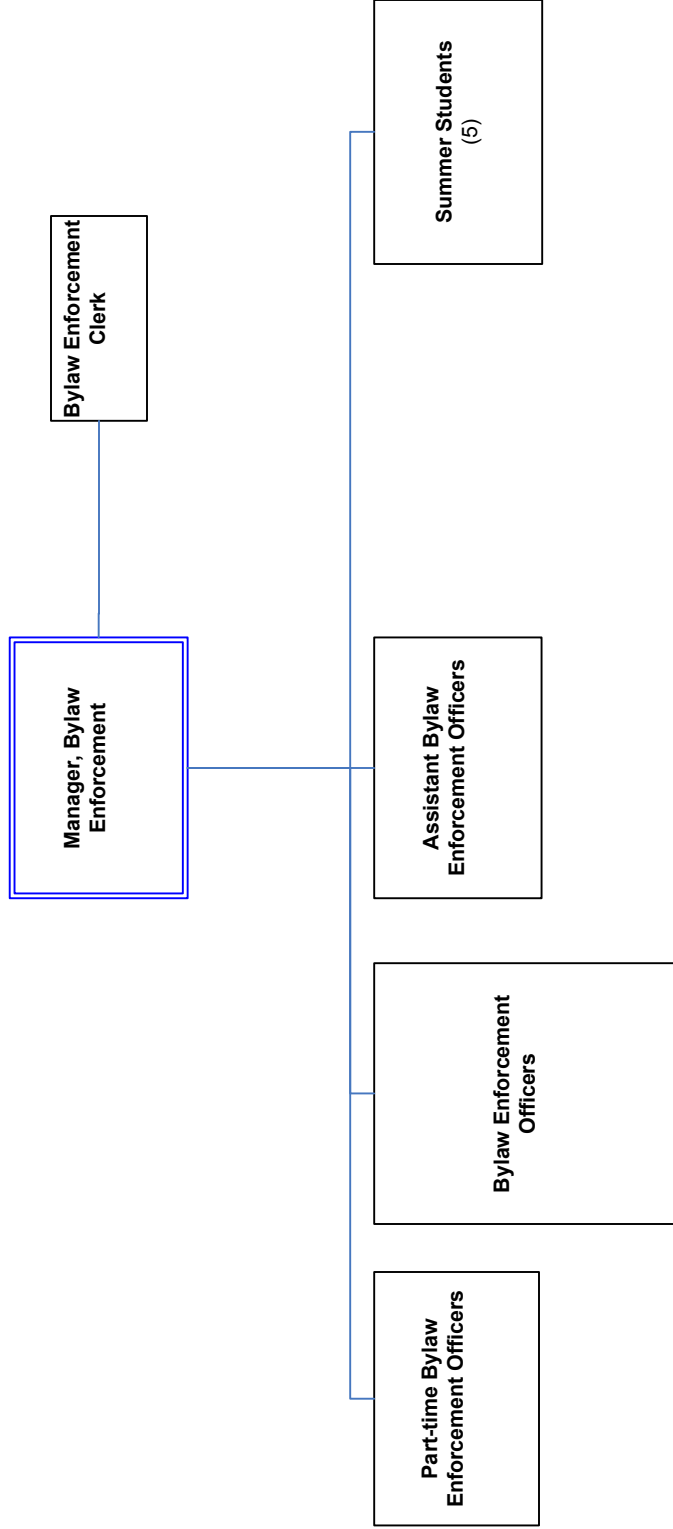 Manager, Bylaw
Enforcement
Bylaw Enforcement
Clerk
Part-time Bylaw
Enforcement Officers
Bylaw Enforcement
Officers
Assistant Bylaw
Enforcement Officers
Summer Students
(5)